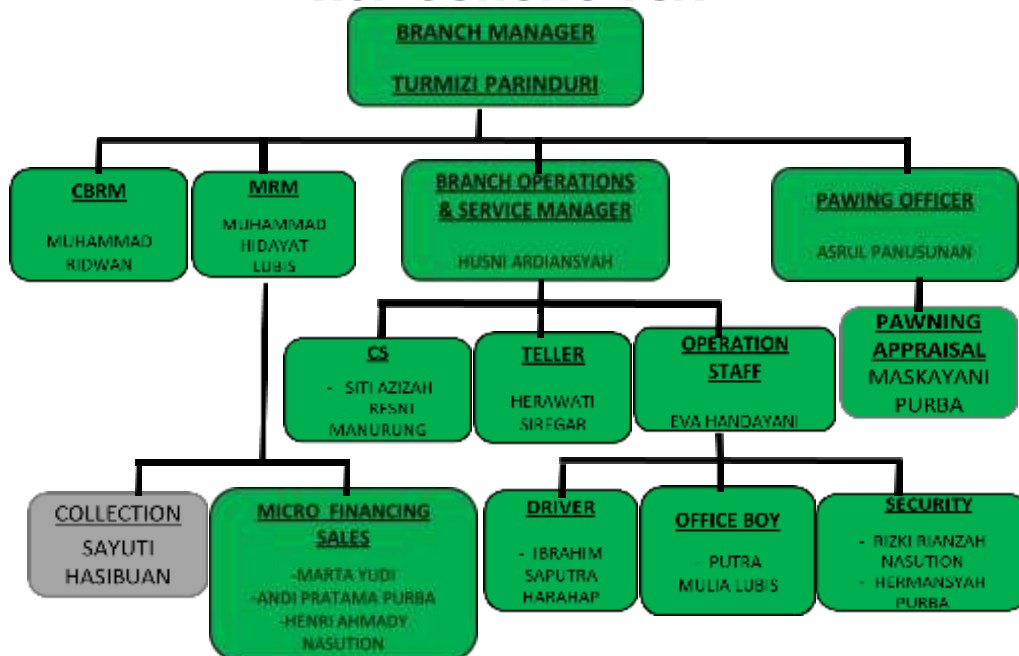 BRANCH MANAGER
TURMIZI PARINDURI
CBRM
MUHAMMAD
RIDWAN
MRM
MUHAMMAD
HIDAYAT
LUBIS
BRANCH OPERATIONS
& SERVICE MANAGER
HUSNI ARDIANSYAH
PAWING OFFICER
ASRUL PANUSUNAN
CS
- SITI AZIZAH
RESNI
MANURUNG
TELLER
HERAWATI
SIREGAR
OPERATION
STAFF
EVA HANDAYANI
PAWNING
APPRAISAL
MASKAYANI
PURBA
COLLECTION
SAYUTI
HASIBUAN
MICRO FINANCING
SALES
-MARTA YUDI
-ANDI PRATAMA PURBA
-HENRI AHMADY
NASUTION
DRIVER
- IBRAHIM
SAPUTRA
HARAHAP
OFFICE BOY
- PUTRA
MULIA LUBIS
SECURITY
- RIZKI RIANZAH
NASUTION
- HERMANSYAH
PURBA